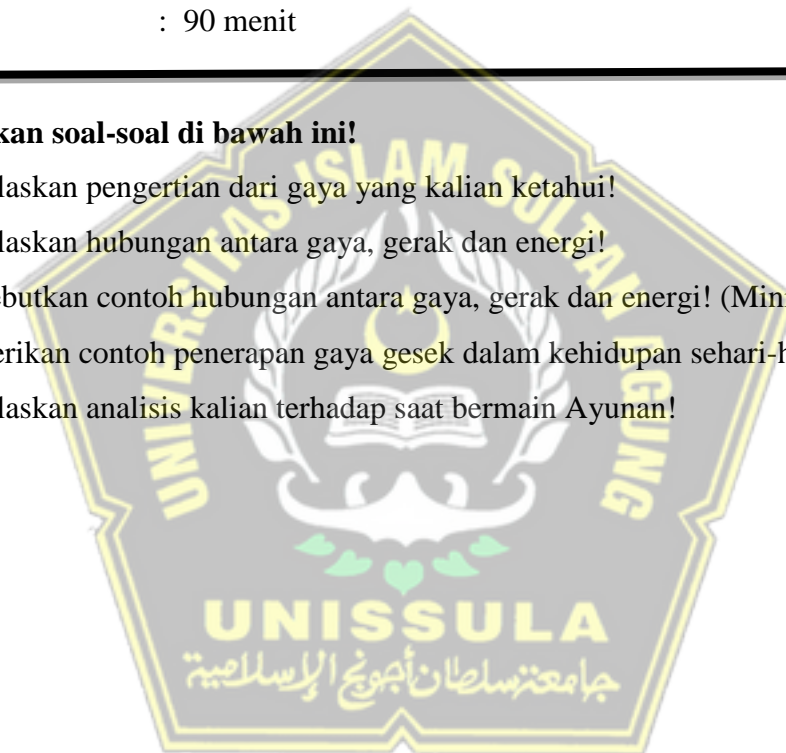 : 90 menit
kan soal-soal di bawah ini!
laskan pengertian dari gaya yang kalian ketahui!
laskan hubungan antara gaya, gerak dan energi!
ebutkan contoh hubungan antara gaya, gerak dan energi! (Mini
erikan contoh penerapan gaya gesek dalam kehidupan sehari-h
laskan analisis kalian terhadap saat bermain Ayunan!
UNIVERSITAS ISLAM SULTAN AGUNG
UNISSULA
جامعة سلطان أجونج الإسلامية